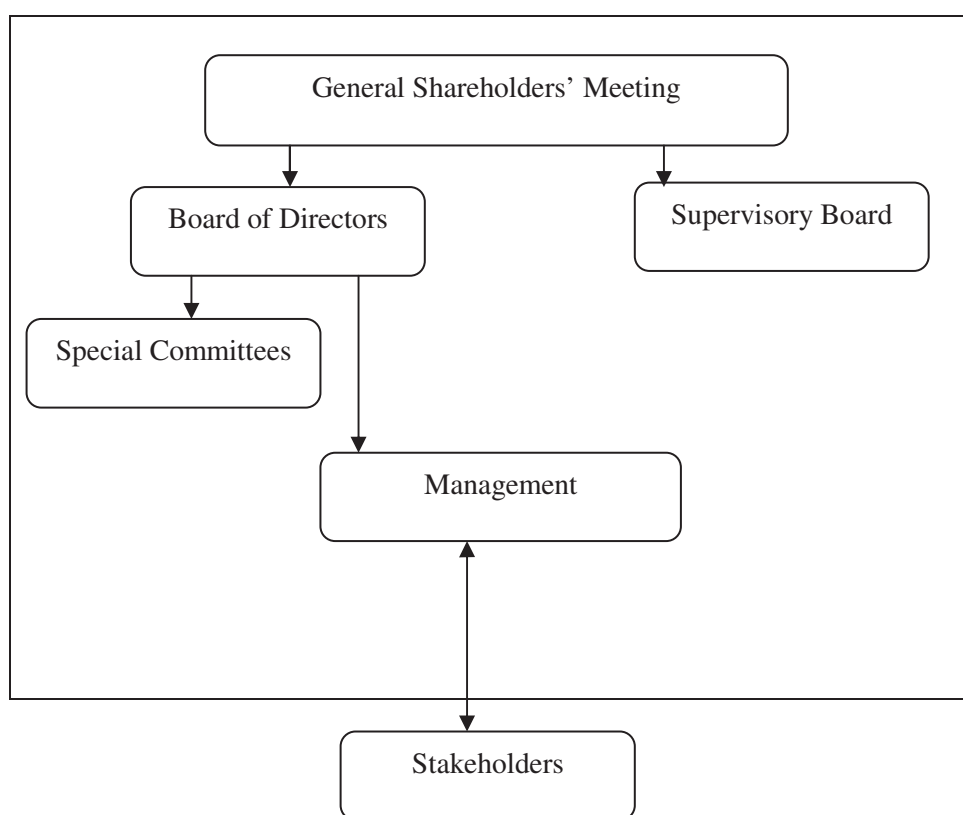 General Shareholders’ Meeting
Board of Directors
Supervisory Board
Special Committees
Management
Stakeholders